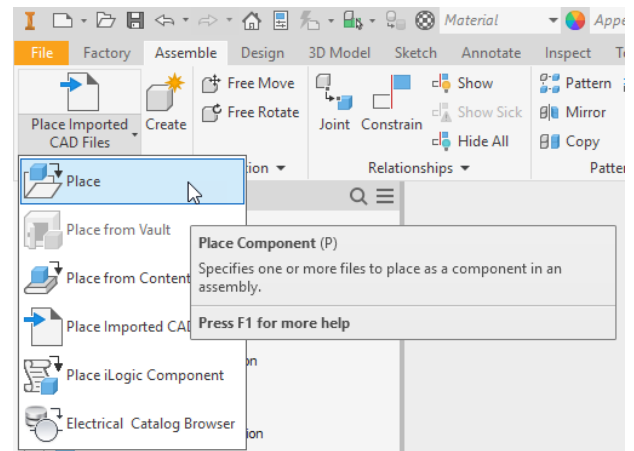 Material
Appe
File Factory Assemble Design 3D Model Sketch Annotate Inspect
Place Imported
CAD Files
Create
Free Move
Free Rotate
Joint Constrain
Show
Show Sick
Hide All
Pattern
Mirror
Copy
tion Relationships Patter
Place
Place from Vault
Place from Content
Place Imported CAD
Place iLogic Component
Electrical Catalog Browser
Place Component (P)
Specifies one or more files to place as a component in an
assembly.
Press F1 for more help
on
ion